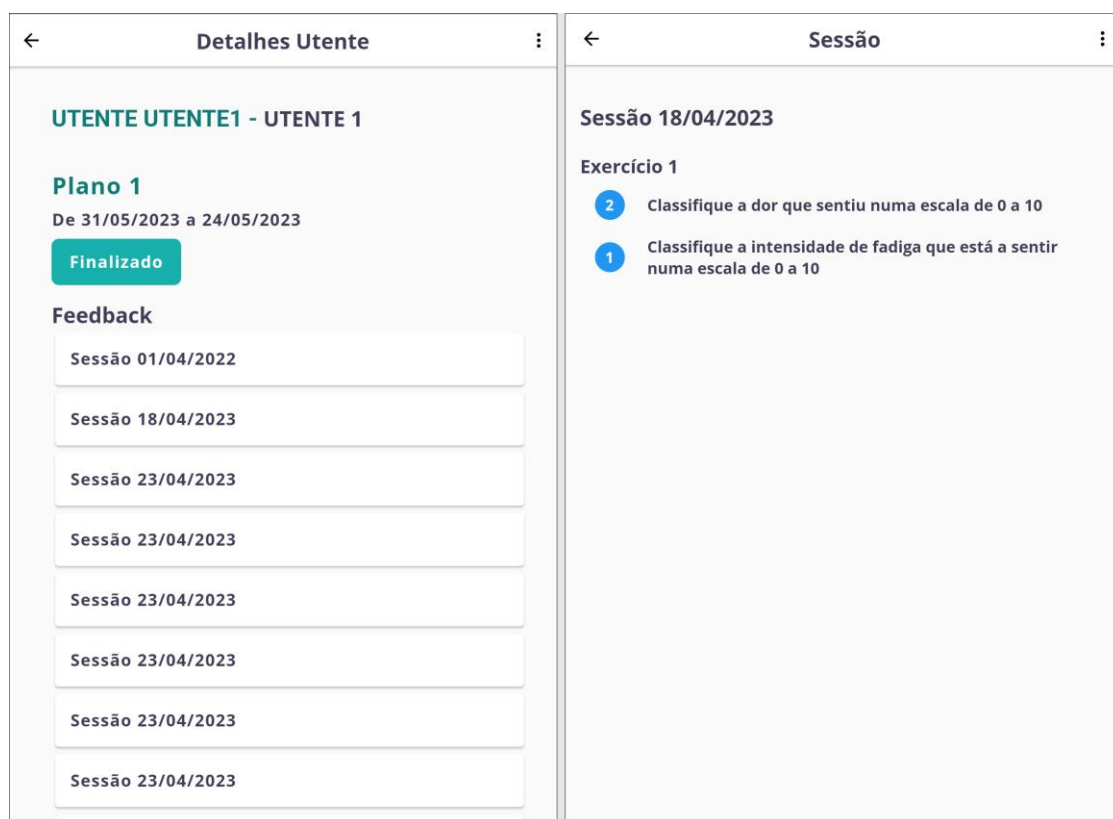 Detalhes Utente
UTENTE UTENTE1 - UTENTE 1
Plano 1
De 31/05/2023 a 24/05/2023
Finalizado
Feedback
Sessão 01/04/2022
Sessão 18/04/2023
Sessão 23/04/2023
Sessão 23/04/2023
Sessão 23/04/2023
Sessão 23/04/2023
Sessão 23/04/2023
Sessão 23/04/2023
Sessão
Sessão 18/04/2023
Exercício 1
2 Classifique a dor que sentiu numa escala de 0 a 10
1 Classifique a intensidade de fadiga que está a sentir
numa escala de 0 a 10